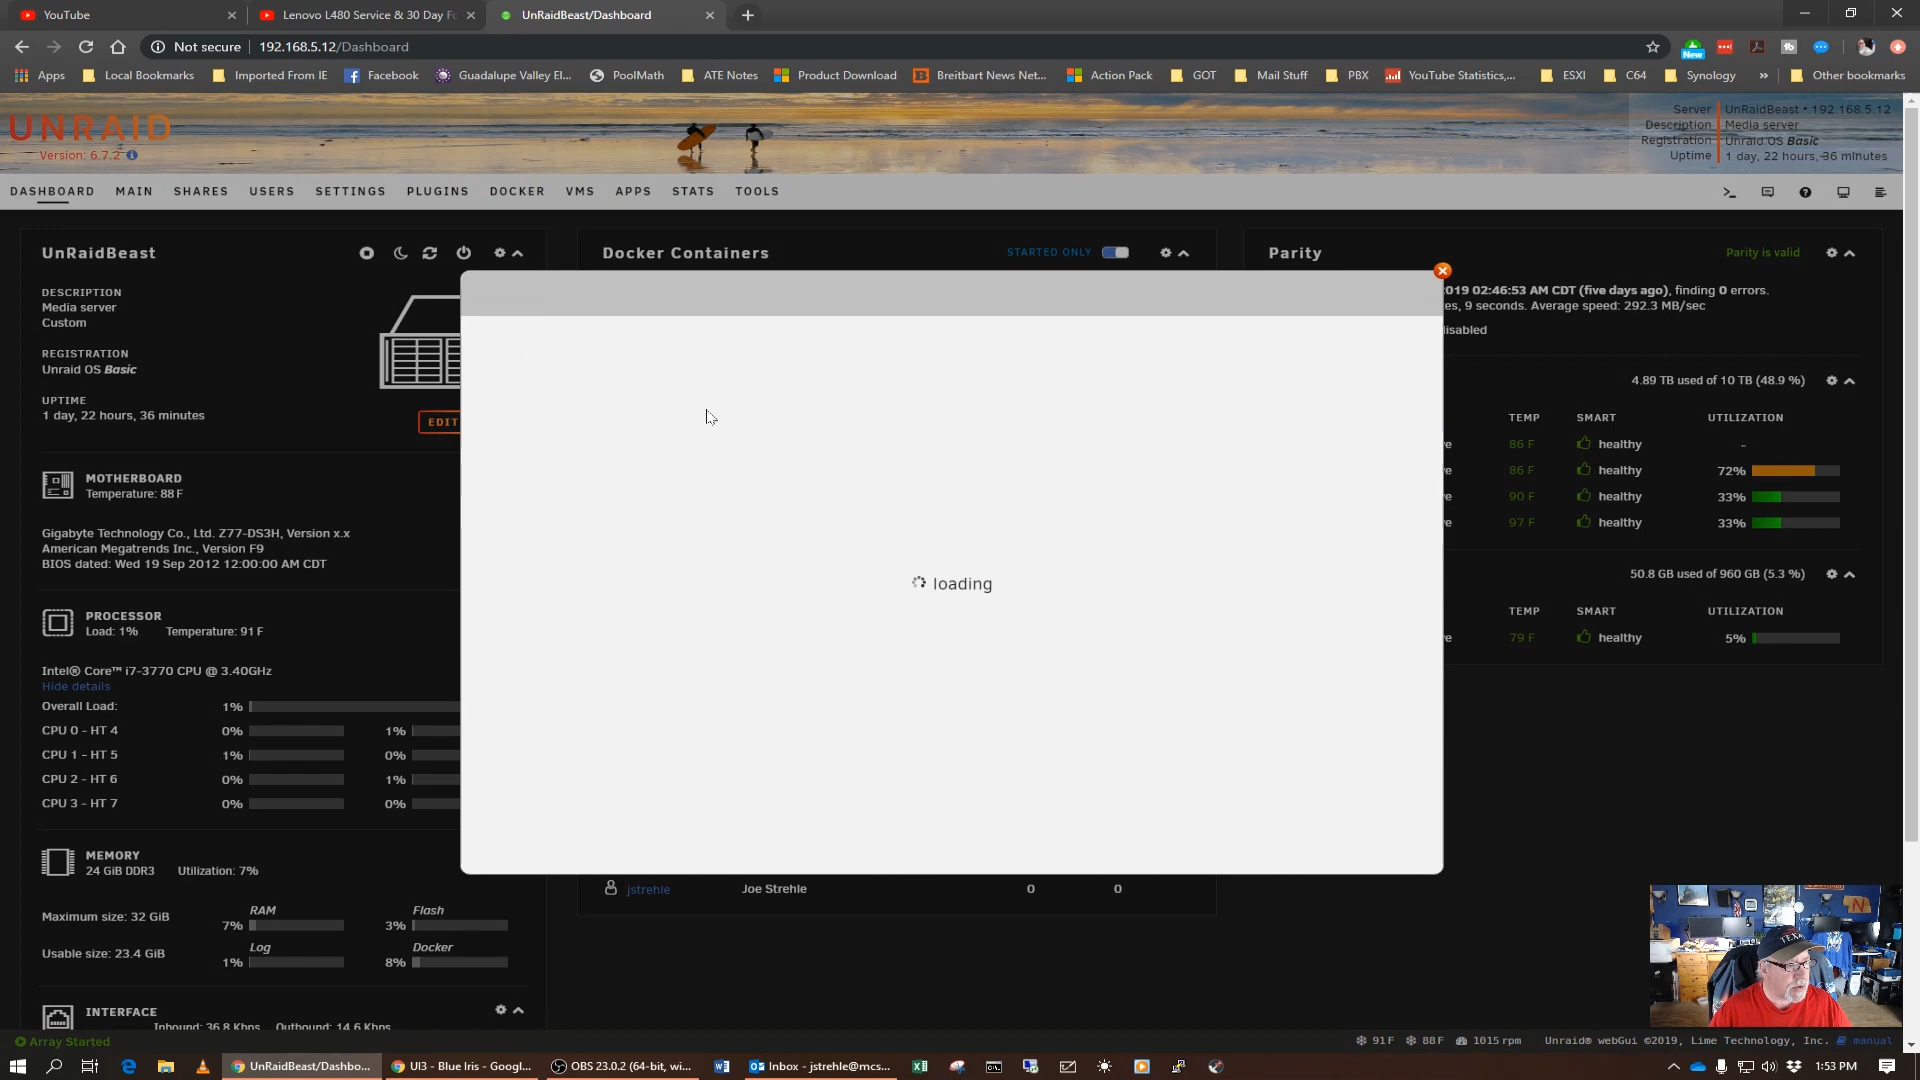 YouTube
Lenovo L480 Service & 30 Day Fo
UnRaidBeast/Dashboard
Not secure
192.168.5.12/Dashboard
New
Apps
Local Bookmarks
Imported From IE
Facebook
Guadalupe Valley El...
PoolMath
ATE Notes
Product Download
Breitbart News Net...
Action Pack
GOT
Mail Stuff
PBX
YouTube Statistics,...
ESXI
C64
Synology
»
Other bookmarks
UNRAID
Version: 6.7.2
Server UnRaidBeast • 192.168.5.12
Description Media server
Registration Unraid OS Basic
Uptime 1 day, 22 hours, 36 minutes
DASHBOARD MAIN SHARES USERS SETTINGS PLUGINS DOCKER VMS APPS STATS TOOLS
UnRaidBeast
DESCRIPTION
Media server
Custom
REGISTRATION
Unraid OS Basic
UPTIME
1 day, 22 hours, 36 minutes
EDIT
MOTHERBOARD
Temperature: 88 F
Gigabyte Technology Co., Ltd. Z77-DS3H, Version x.x
American Megatrends Inc., Version F9
BIOS dated: Wed 19 Sep 2012 12:00:00 AM CDT
PROCESSOR
Load: 1% Temperature: 91 F
Intel® Core™ i7-3770 CPU @ 3.40GHz
Hide details
Overall Load: 1%
CPU 0 - HT 4 0% 1%
CPU 1 - HT 5 1% 0%
CPU 2 - HT 6 0% 1%
CPU 3 - HT 7 0% 0%
MEMORY
24 GiB DDR3 Utilization: 7%
RAM Flash
Maximum size: 32 GiB 7% 3%
Log Docker
Usable size: 23.4 GiB 1% 8%
INTERFACE
Inbound: 36.8 Kbps Outbound: 14.6 Kbps
Docker Containers
STARTED ONLY
loading
jstrehle Joe Strehle 0 0
Parity
Parity is valid
2019 02:46:53 AM CDT (five days ago), finding 0 errors.
es, 9 seconds. Average speed: 292.3 MB/sec
disabled
4.89 TB used of 10 TB (48.9 %)
TEMP SMART UTILIZATION
ve 86 F healthy -
ve 86 F healthy 72%
ve 90 F healthy 33%
ve 97 F healthy 33%
50.8 GB used of 960 GB (5.3 %)
TEMP SMART UTILIZATION
ve 79 F healthy 5%
TEXA
Array Started
91 F 88 F 1015 rpm Unraid® webGui ©2019, Lime Technology, Inc. manual
UnRaidBeast/Dashbo...
UI3 - Blue Iris - Googl...
OBS 23.0.2 (64-bit, wi...
Inbox - jstrehle@mcs...
1:53 PM